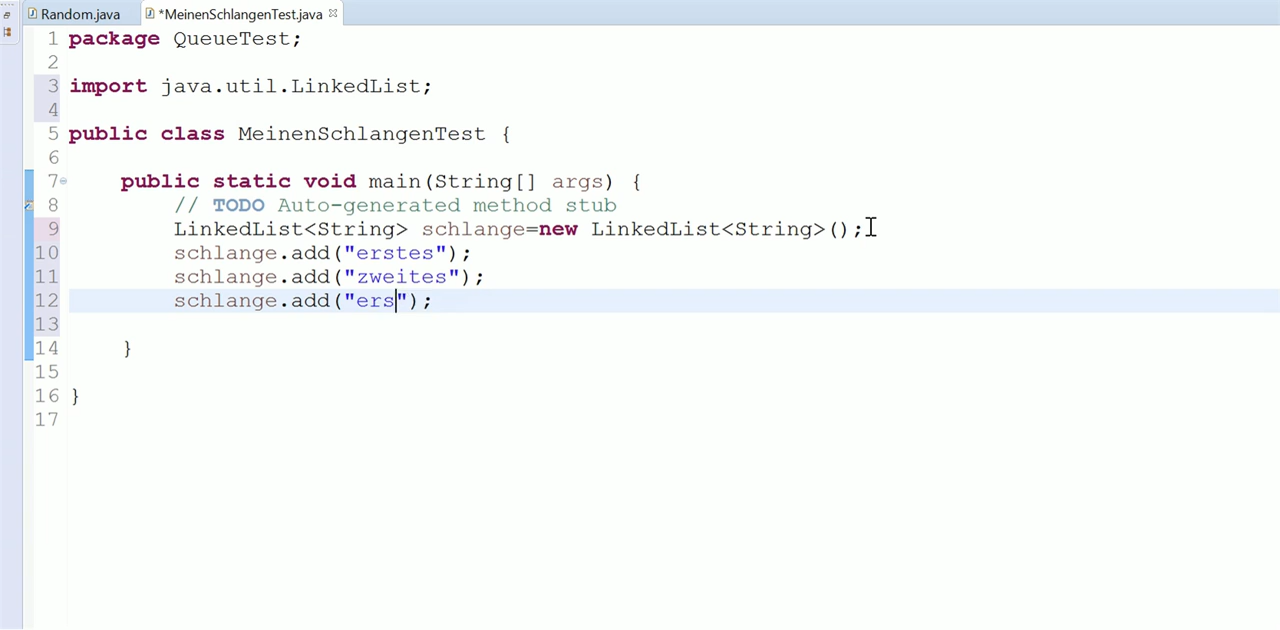 Random.java *MeinenSchlangenTest.java
1 package QueueTest;
2
3 import java.util.LinkedList;
4
5 public class MeinenSchlangenTest {
6
7 public static void main(String[] args) {
8 // TODO Auto-generated method stub
9 LinkedList<String> schlange=new LinkedList<String>();
10 schlange.add("erstes");
11 schlange.add("zweites");
12 schlange.add("ers");
13
14 }
15
16 }
17